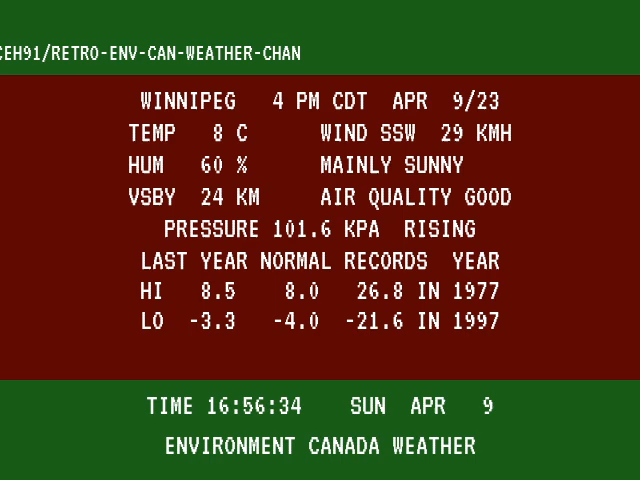 CEH91/RETRO-ENV-CAN-WEATHER-CHAN
WINNIPEG 4 PM CDT APR 9/23
TEMP 8 C WIND SSW 29 KMH
HUM 60 % MAINLY SUNNY
VSBY 24 KM AIR QUALITY GOOD
PRESSURE 101.6 KPA RISING
LAST YEAR NORMAL RECORDS YEAR
HI 8.5 8.0 26.8 IN 1977
LO -3.3 -4.0 -21.6 IN 1997
TIME 16:56:34 SUN APR 9
ENVIRONMENT CANADA WEATHER